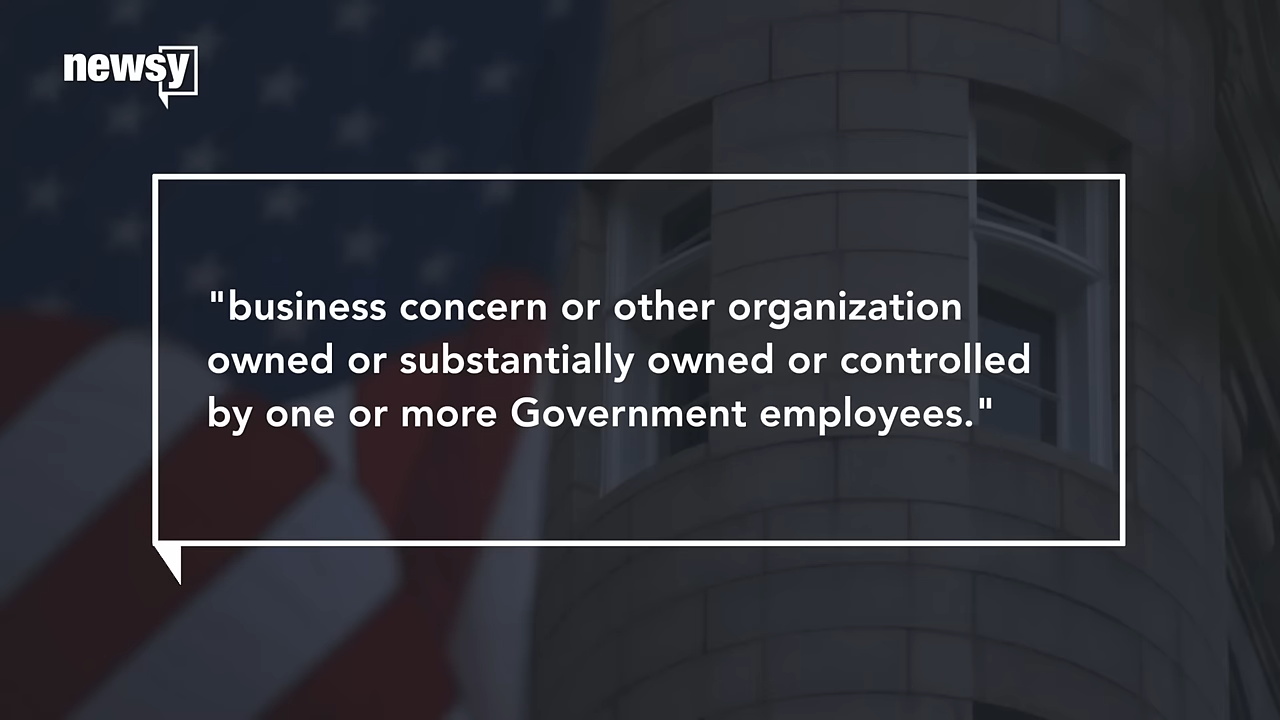 newsy
"business concern or other organization
owned or substantially owned or controlled
by one or more Government employees."